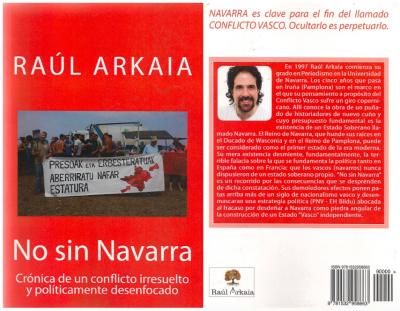 RAÚL ARKAIA
PRESOAK ETA ERBESTERATUAK
ABERRIRATU NAFAR
ESTATURA
No sin Navarra
Crónica de un conflicto irresuelto
y políticamente desenfocado
NAVARRA es clave para el fin del llamado
CONFLICTO VASCO. Ocultarlo es perpetuarlo.
En 1997 Raúl Arkaia comienza su
grado en Periodismo en la Universidad
de Navarra. Los cinco años que pasa
en Iruña (Pamplona) son el marco en
el que su pensamiento a propósito del
Conflicto Vasco sufre un giro coperni-
cano. Allí conoce la obra de un puña-
do de historiadores de nuevo cuño y
cuyo presupuesto fundamental es la
existencia de un Estado Soberano lla-
mado Navarra. El Reino de Navarra, que hunde sus raíces en
el Ducado de Vasconia y en el Reino de Pamplona, puede
ser considerado como el primer estado de la era moderna.
Su mera existencia desmiente, fundamentalmente, la ter-
rible falacia sobre la que se fundamenta la política tanto en
España como en Francia: que los vascos nunca dispu-
sieron de un estado soberano propio. "No sin Navarra"
es un recorrido por las consecuencias que se desprenden
de dicha constatación. Sus demoledores efectos ponen pa-
tas arriba más de un siglo de nacionalismo vasco y desen-
mascaran una estrategia política (PNV - EH Bildu) abocada
al fracaso por desdeñar a Navarra como piedra angular de
la construcción de un Estado "Vasco" independiente.
Raúl Arkaia
90000